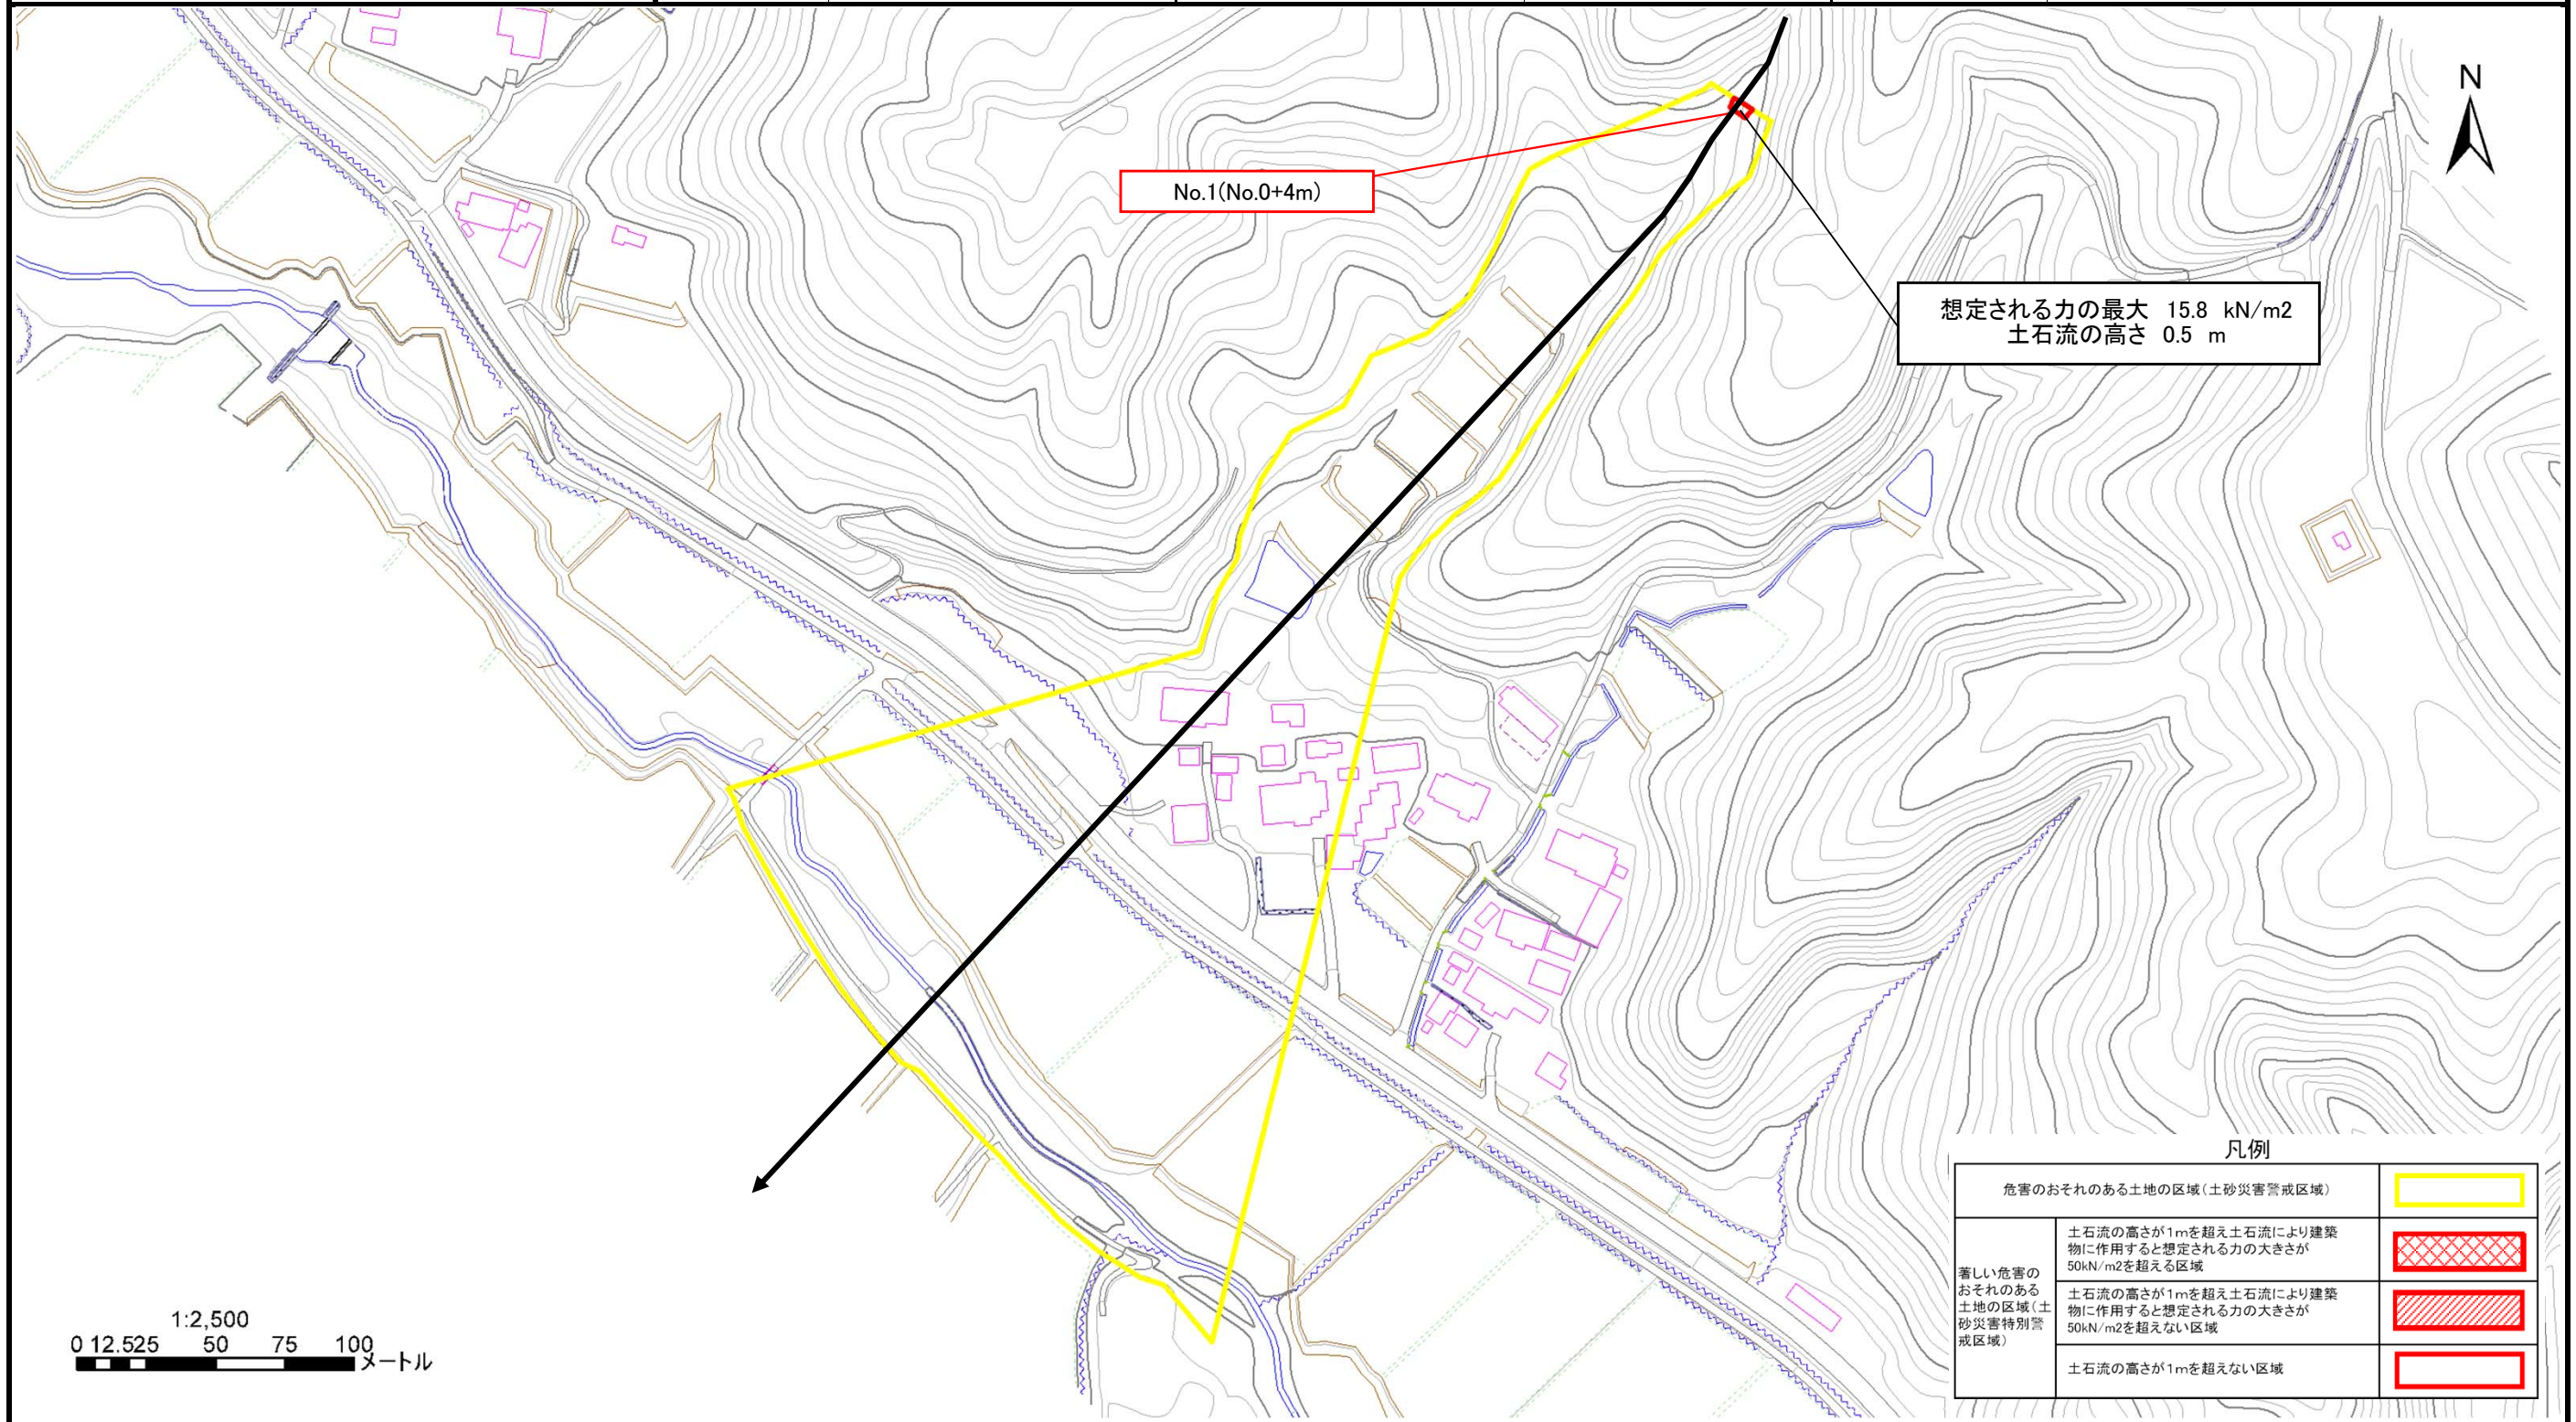 N
No.1(No.0+4m)
想定される力の最大 15.8 kN/m2
土石流の高さ 0.5 m
凡例
危害のおそれのある土地の区域(土砂災害警戒区域)
著しい危害の
おそれのある
土地の区域(土
砂災害特別警
戒区域)
土石流の高さが1mを超え土石流により建築
物に作用すると想定される力の大きさが
50kN/m2を超える区域
土石流の高さが1mを超え土石流により建築
物に作用すると想定される力の大きさが
50kN/m2を超えない区域
土石流の高さが1mを超えない区域
1:2,500
0 12.525 50 75 100
メートル